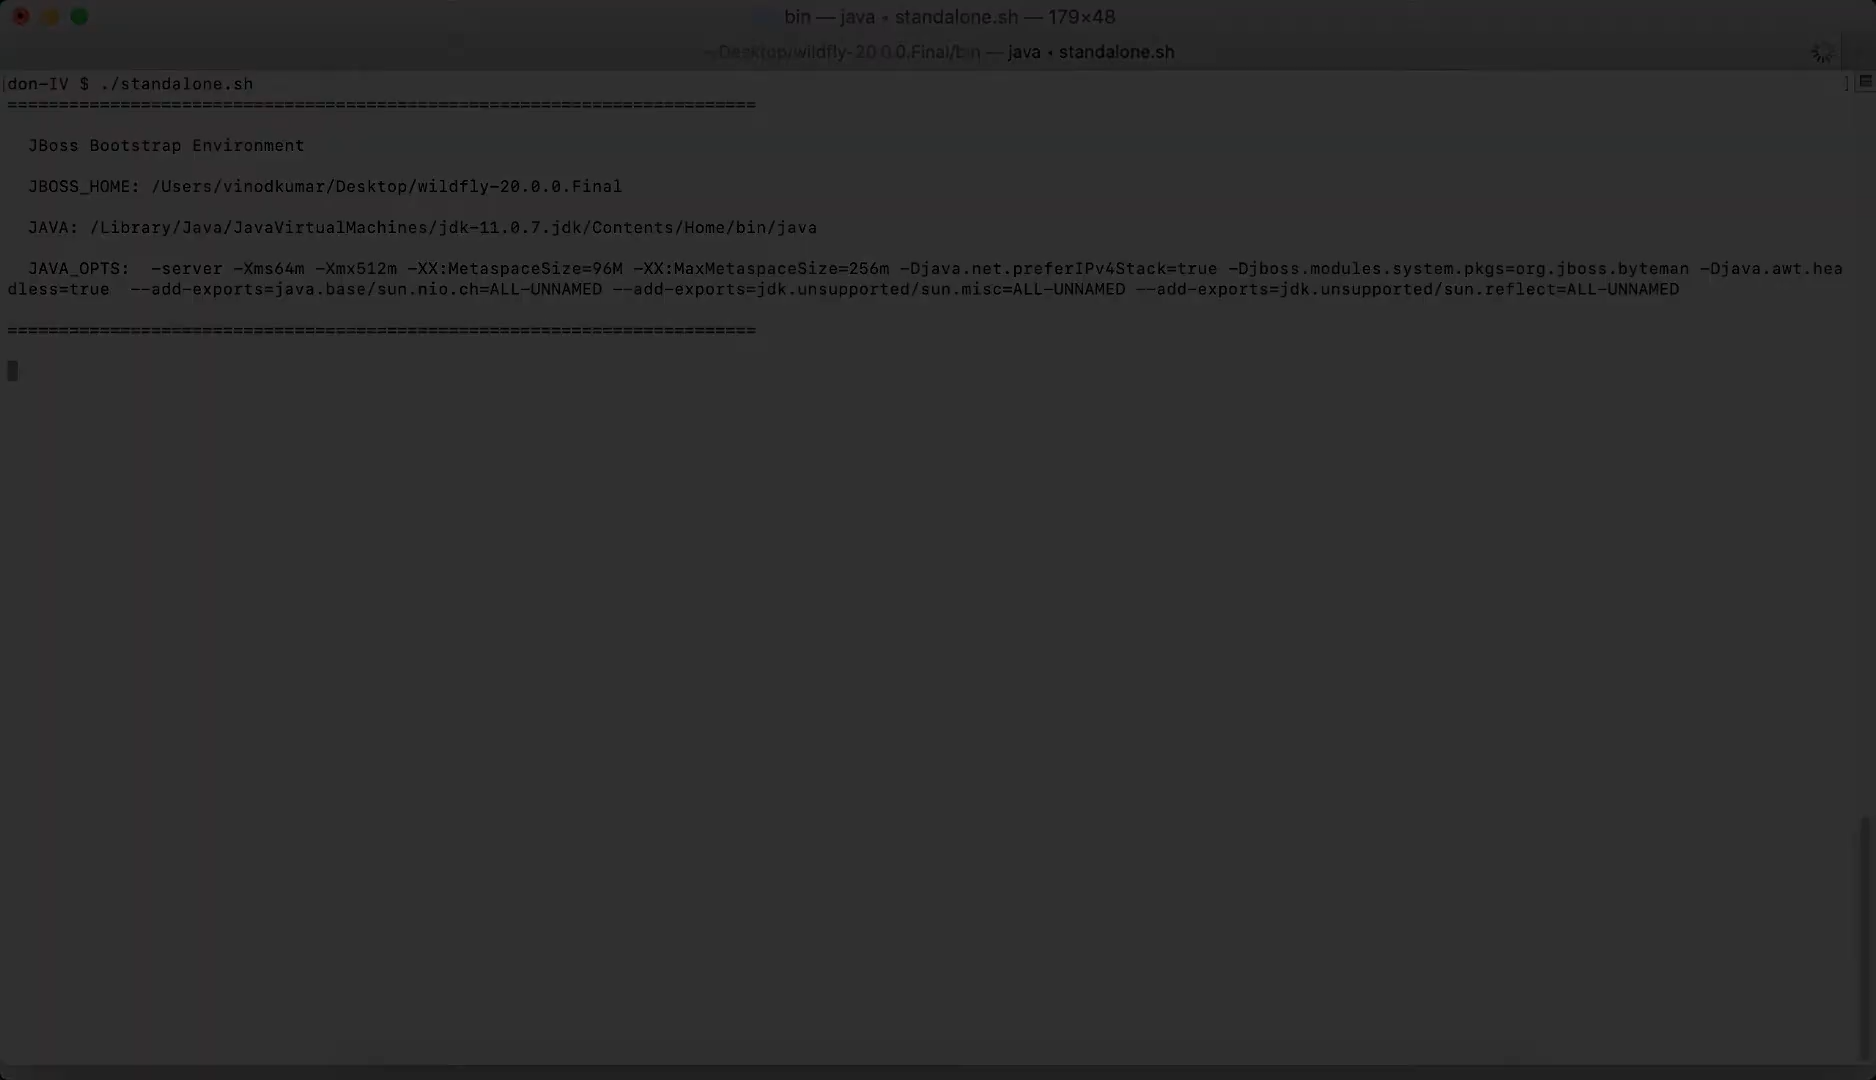 bin — java • standalone.sh — 179×48
~/Desktop/wildfly-20.0.0.Final/bin — java • standalone.sh
[don-IV $ ./standalone.sh ]
=========================================================================
JBoss Bootstrap Environment
JBOSS_HOME: /Users/vinodkumar/Desktop/wildfly-20.0.0.Final
JAVA: /Library/Java/JavaVirtualMachines/jdk-11.0.7.jdk/Contents/Home/bin/java
JAVA_OPTS:  -server -Xms64m -Xmx512m -XX:MetaspaceSize=96M -XX:MaxMetaspaceSize=256m -Djava.net.preferIPv4Stack=true -Djboss.modules.system.pkgs=org.jboss.byteman -Djava.awt.hea
dless=true  --add-exports=java.base/sun.nio.ch=ALL-UNNAMED --add-exports=jdk.unsupported/sun.misc=ALL-UNNAMED --add-exports=jdk.unsupported/sun.reflect=ALL-UNNAMED
=========================================================================